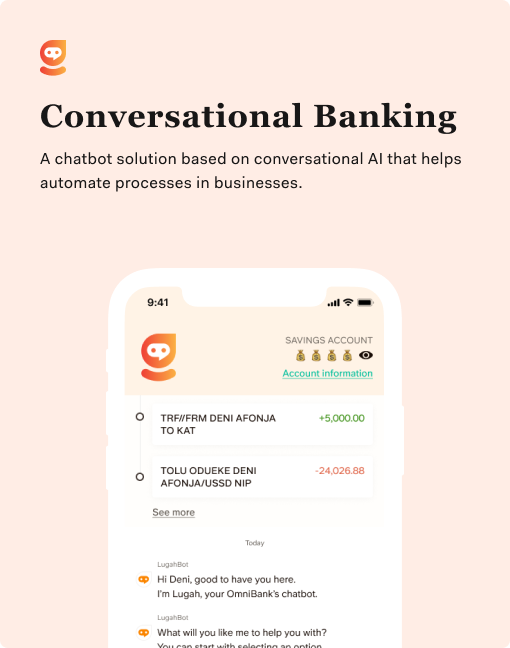 Conversational Banking
A chatbot solution based on conversational AI that helps
automate processes in businesses.
9:41
SAVINGS ACCOUNT
Account information
TRF//FRM DENI AFONJA
TO KAT
+5,000.00
TOLU ODUEKE DENI
AFONJA/USSD NIP
-24,026.88
See more
Today
LugahBot
Hi Deni, good to have you here.
I'm Lugah, your OmniBank's chatbot.
LugahBot
What will you like me to help you with?
You can start with selecting an option